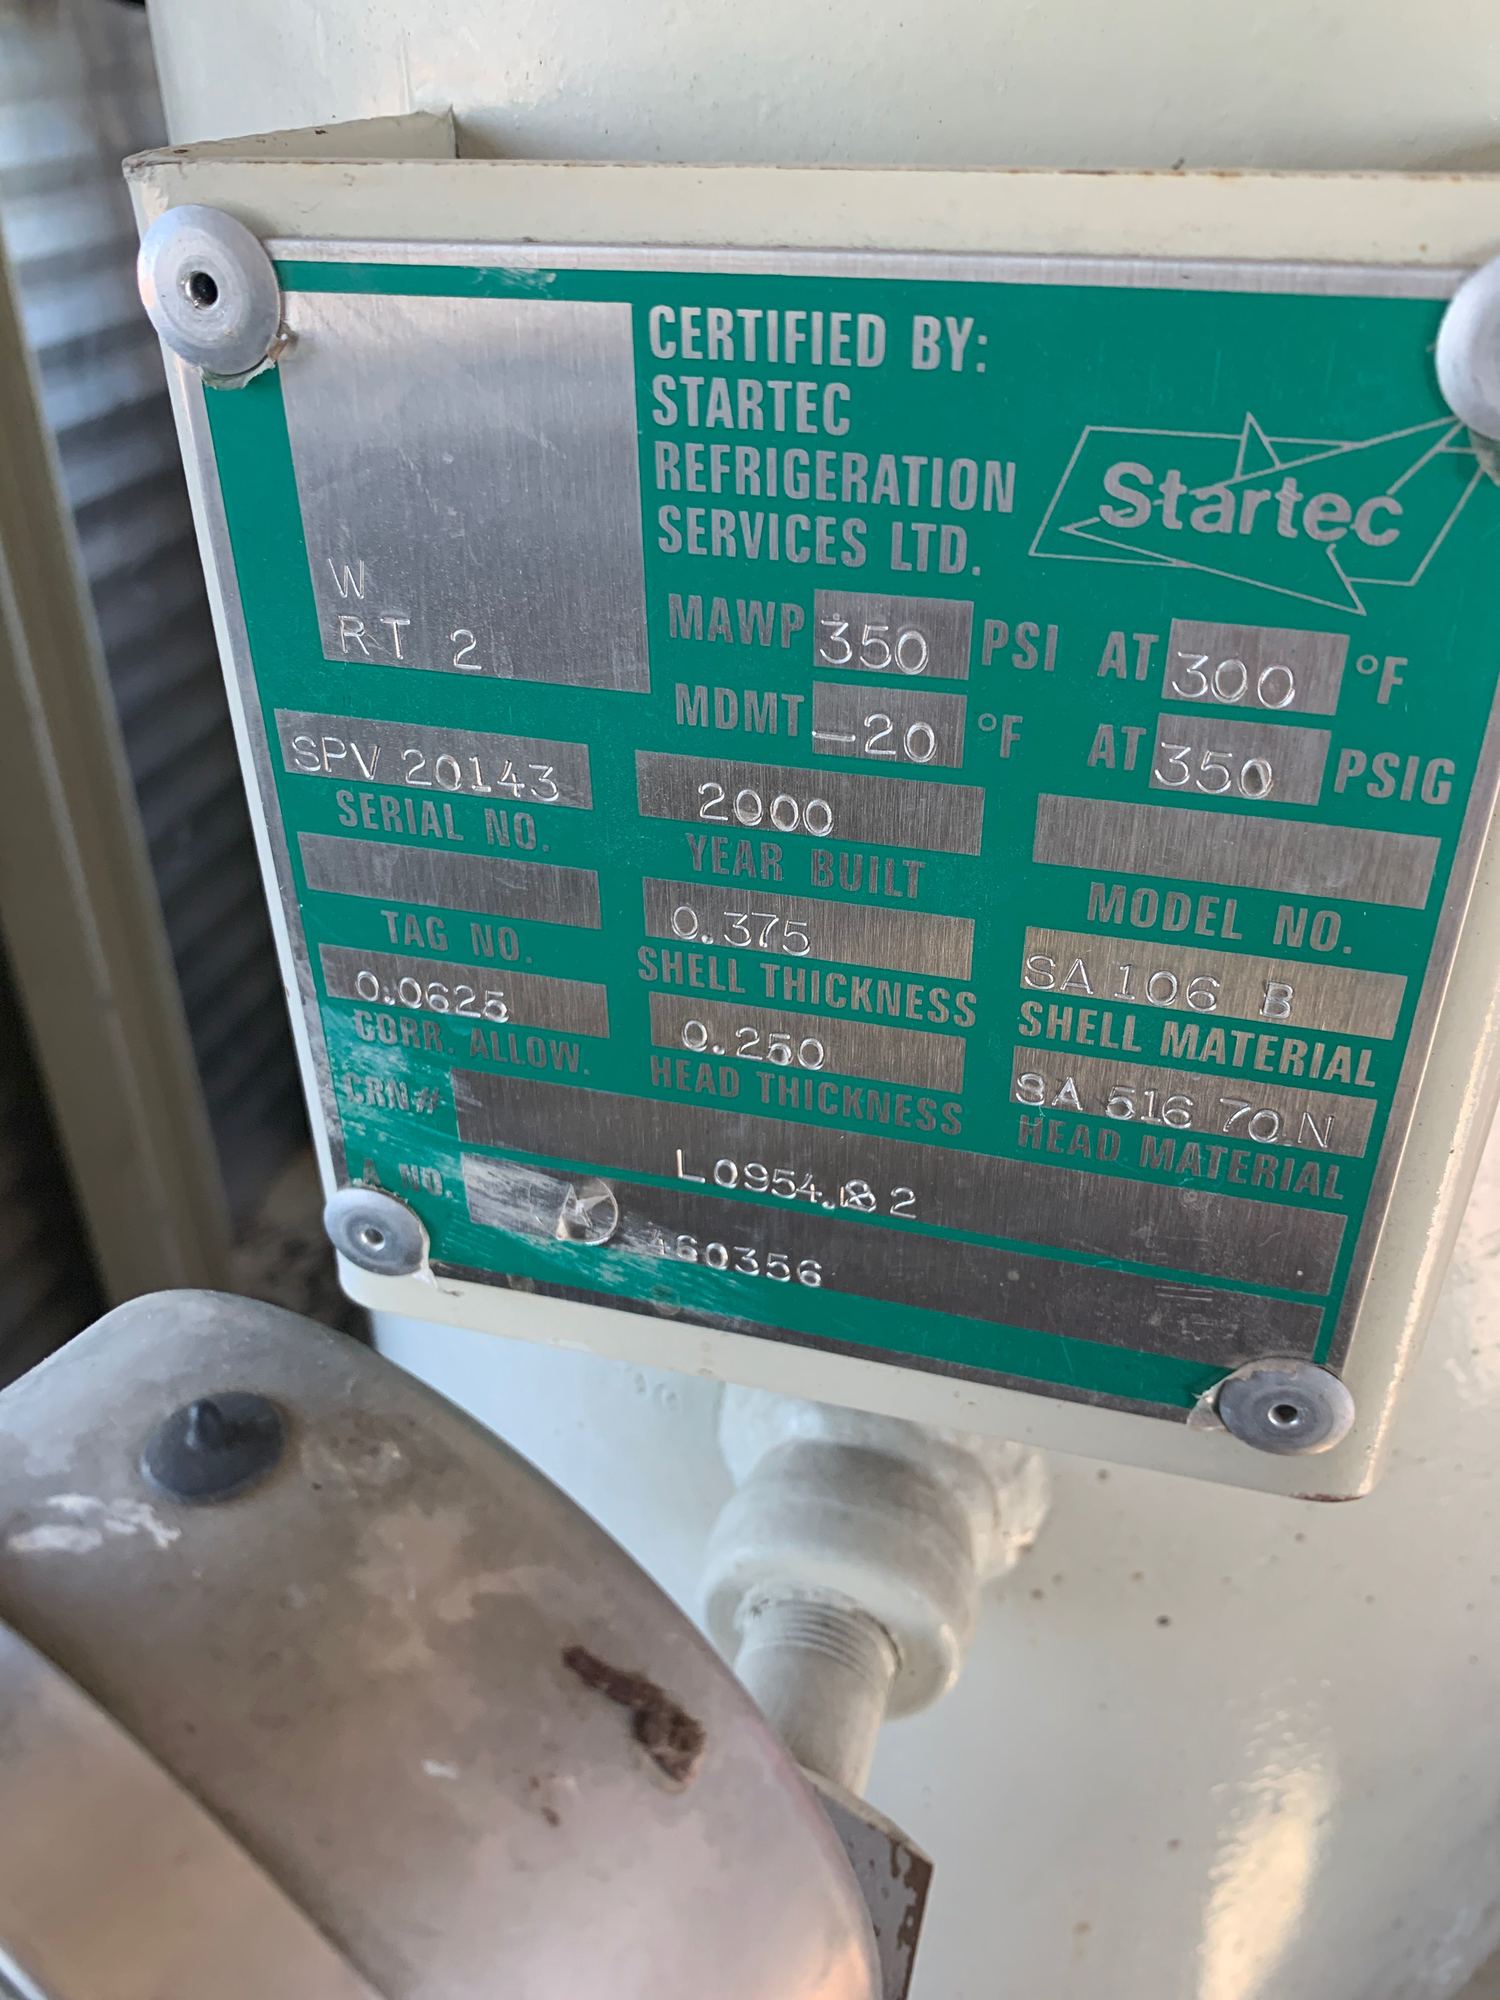 CERTIFIED BY:
STARTEC
REFRIGERATION
SERVICES LTD.
Startec
W
RT 2
MAWP 350 PSI AT 300 °F
MDMT -20 °F AT 350 PSIG
SPV 20143
SERIAL NO.
2000
YEAR BUILT
MODEL NO.
TAG NO.
0.375
SHELL THICKNESS
SA 106 B
SHELL MATERIAL
0.0625
CORR. ALLOW.
0.250
HEAD THICKNESS
SA 516 70 N
HEAD MATERIAL
CRN#
A NO. 460356